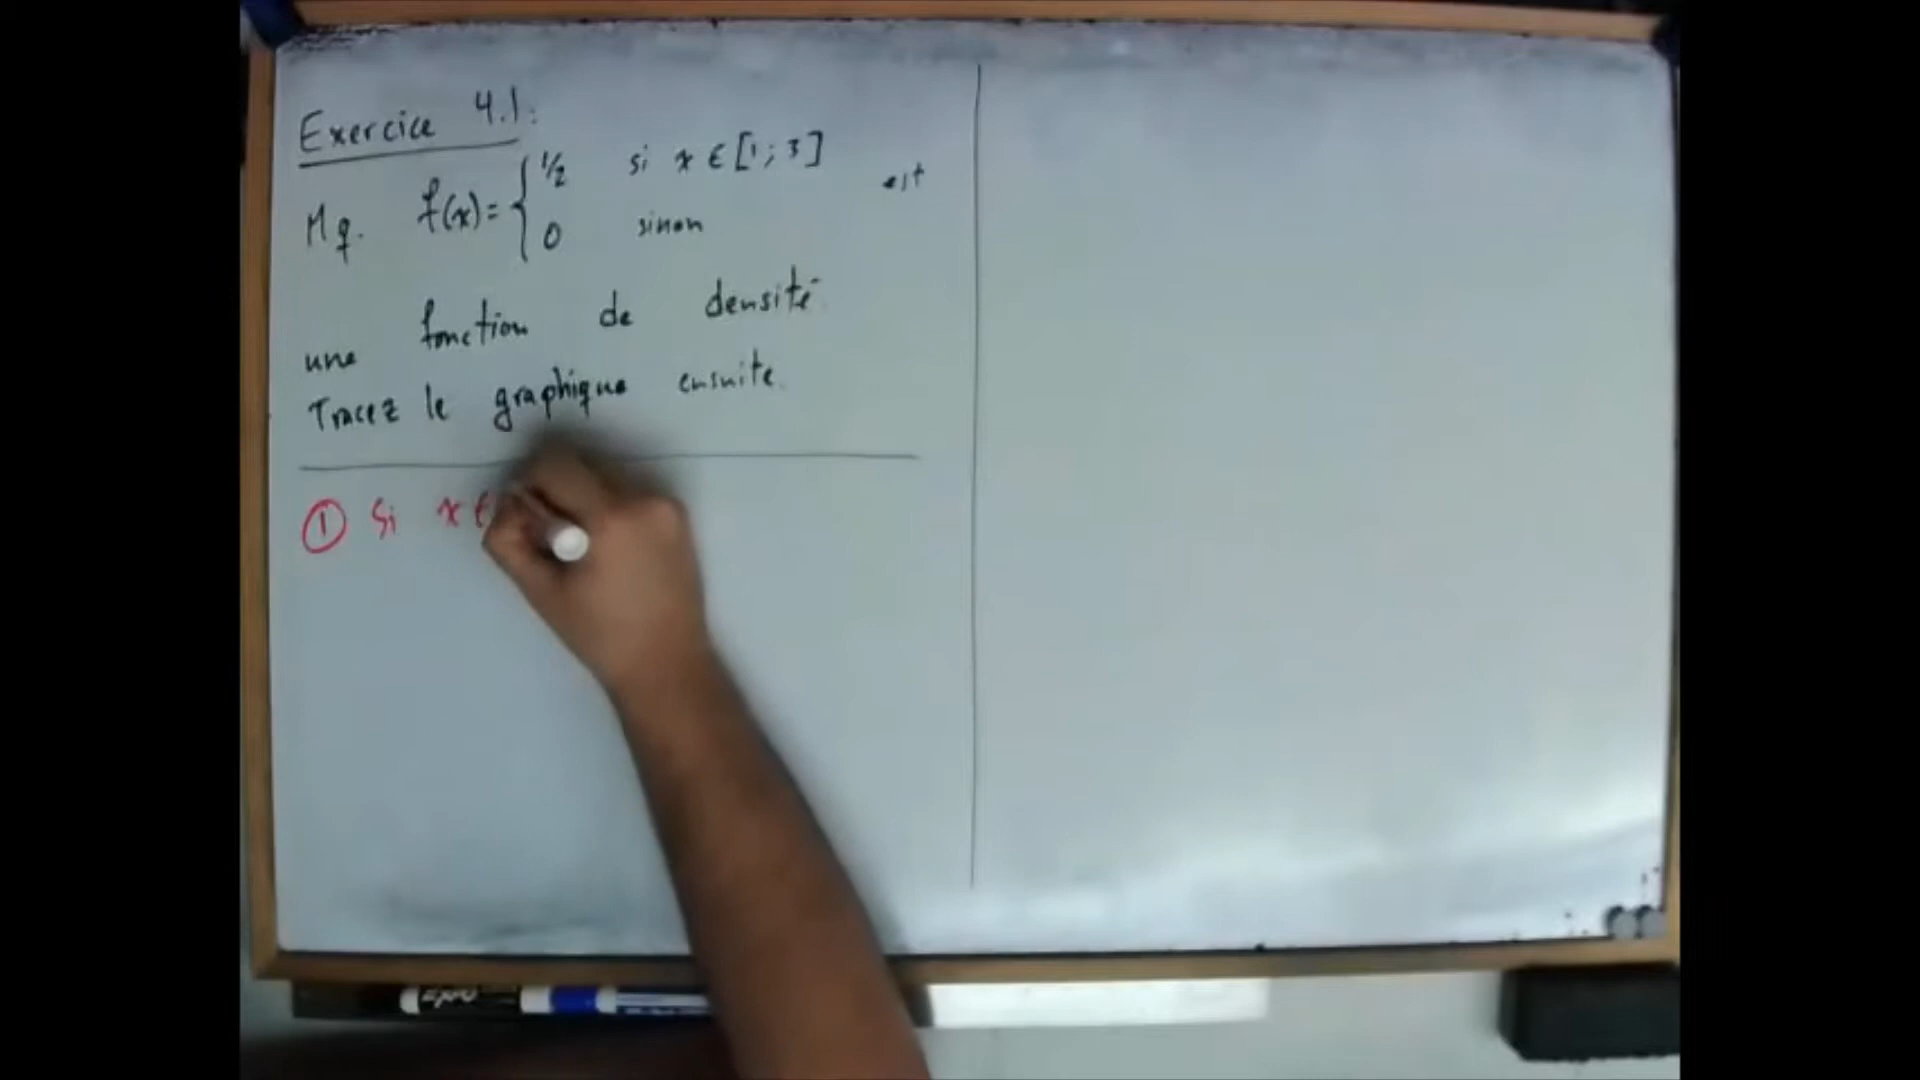 Exercice 4.1:
Mq. f(x)= { 1/2 si x ∈ [1; 3] est
0 sinon
une fonction de densité
Tracez le graphique ensuite.
① Si x ∈
Expo